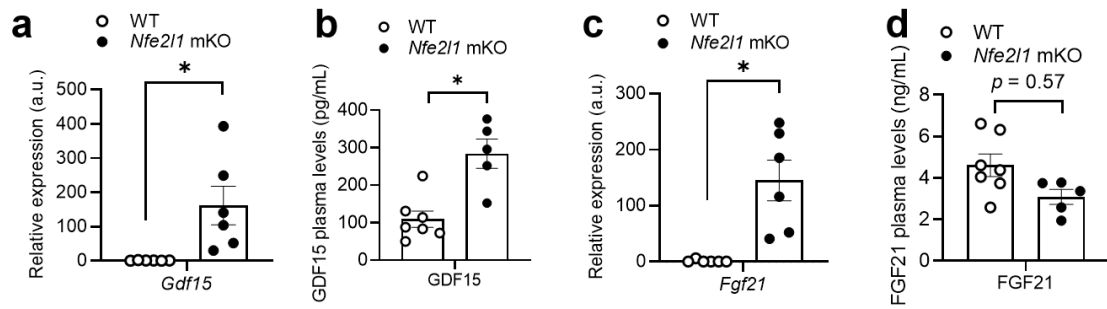 a
WT
Nfe2l1 mKO
*
Relative expression (a.u.)
500
400
300
200
100
0
Gdf15
b
WT
Nfe2l1 mKO
*
GDF15 plasma levels (pg/mL)
400
300
200
100
0
GDF15
c
WT
Nfe2l1 mKO
*
Relative expression (a.u.)
300
200
100
0
Fgf21
d
WT
Nfe2l1 mKO
p = 0.57
FGF21 plasma levels (ng/mL)
8
6
4
2
0
FGF21